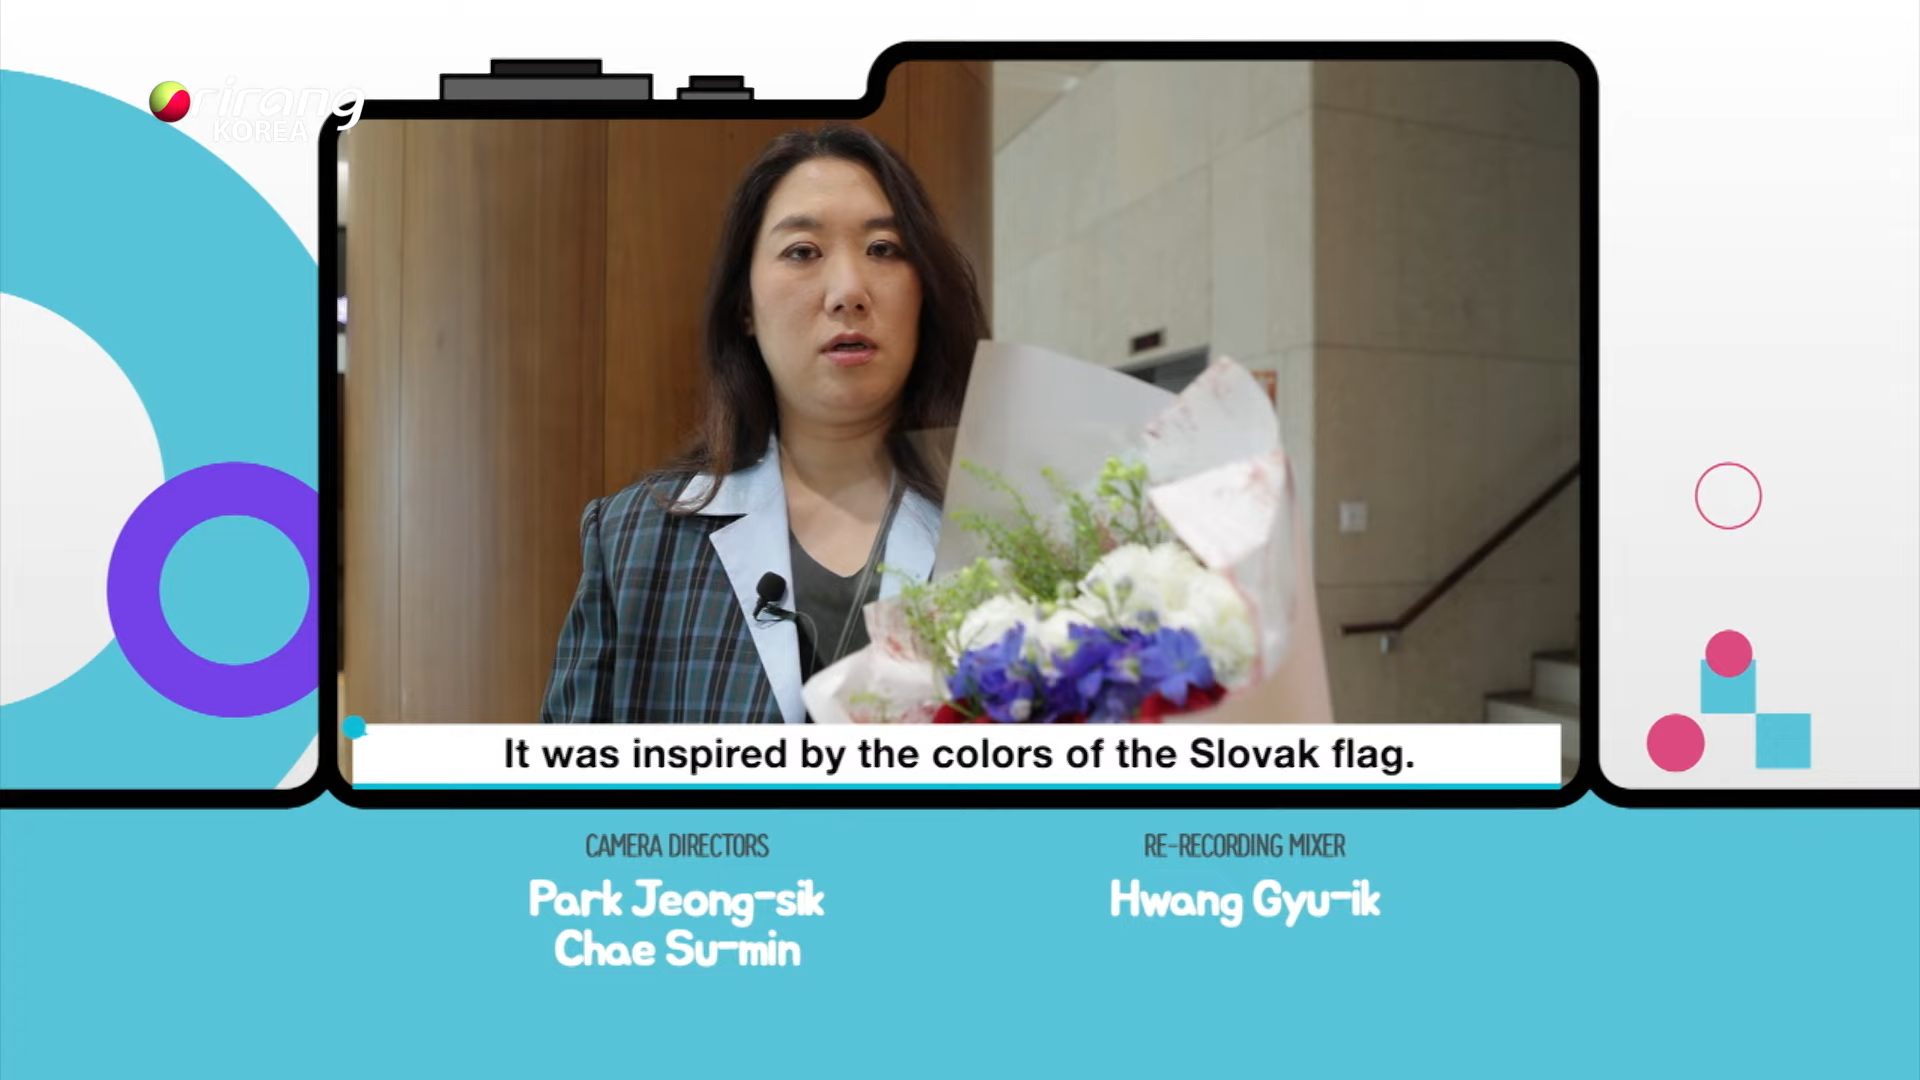 arirang
KOREA
It was inspired by the colors of the Slovak flag.
CAMERA DIRECTORS
RE-RECORDING MIXER
Park Jeong-sik
Hwang Gyu-ik
Chae Su-min